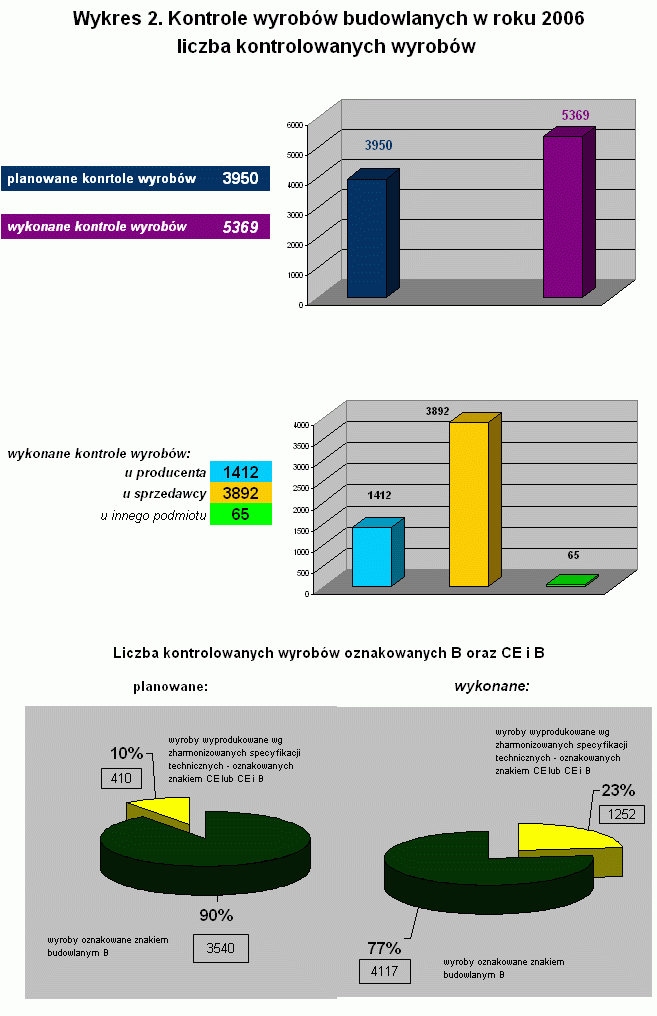 Wykres 2. Kontrole wyrobów budowlanych w roku 2006
liczba kontrolowanych wyrobów
planowane konrtole wyrobów 3950
wykonane kontrole wyrobów 5369
6000
5000
4000
3000
2000
1000
0
3950
5369
wykonane kontrole wyrobów:
u producenta 1412
u sprzedawcy 3892
u innego podmiotu 65
4000
3500
3000
2500
2000
1500
1000
500
0
1412
3892
65
Liczba kontrolowanych wyrobów oznakowanych B oraz CE i B
planowane:
10%
410
wyroby wyprodukowane wg
zharmonizowanych specyfikacji
technicznych - oznakowanych
znakiem CE lub CE i B
90%
3540
wyroby oznakowane znakiem
budowlanym B
wykonane:
wyroby wyprodukowane wg
zharmonizowanych specyfikacji
technicznych - oznakowanych
znakiem CE lub CE i B
23%
1252
77%
4117
wyroby oznakowane znakiem
budowlanym B